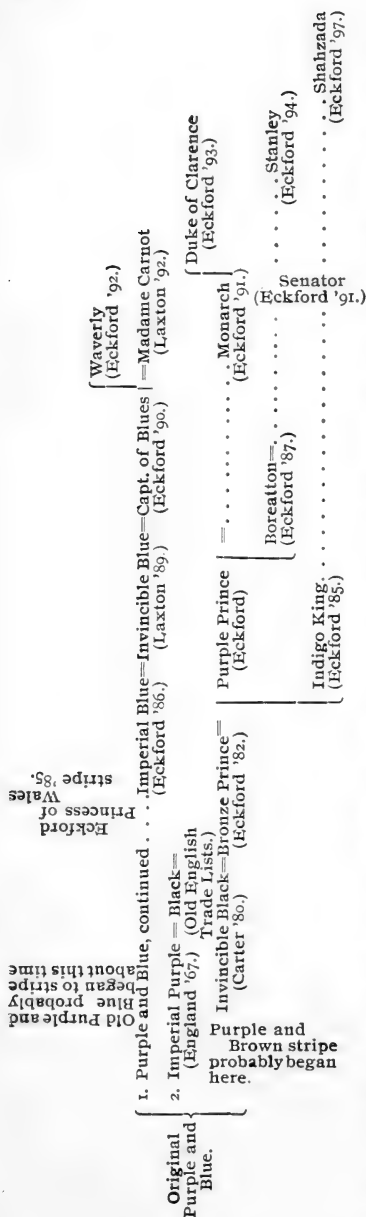 Old Purple and
Blue probably
began to stripe
about this time
Eckford
Princess of
Wales
stripe '85.
Original
Purple and
Blue.
1. Purple and Blue, continued . . . . Imperial Blue=Invincible Blue=Capt. of Blues
(Eckford '86.) (Laxton '89.) (Eckford '90.)
Waverly
(Eckford '92.)
=Madame Carnot
(Laxton '92.)
2. Imperial Purple = Black=
(England '67.) (Old English
Trade Lists.)
Invincible Black=Bronze Prince=
(Carter '80.) (Eckford '82.)
Purple and
Brown stripe
probably began
here.
Purple Prince
(Eckford)
= . . . . . . . . . . . Monarch
(Eckford '91.)
Duke of Clarence
(Eckford '93.)
Boreatton= . . . . . . . . . . . . . Stanley
(Eckford '87.) (Eckford '94.)
Senator
(Eckford '91.)
Indigo King. . . . . . . . . . . . . . . . . . . . Shahzada
(Eckford '85.) (Eckford '97.)